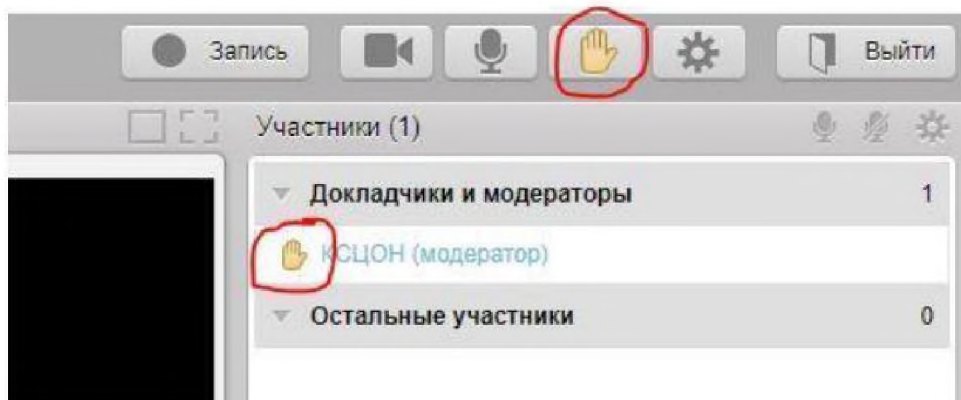 Запись
Выйти
Участники (1)
Докладчики и модераторы 1
КСЦОН (модератор)
Остальные участники 0